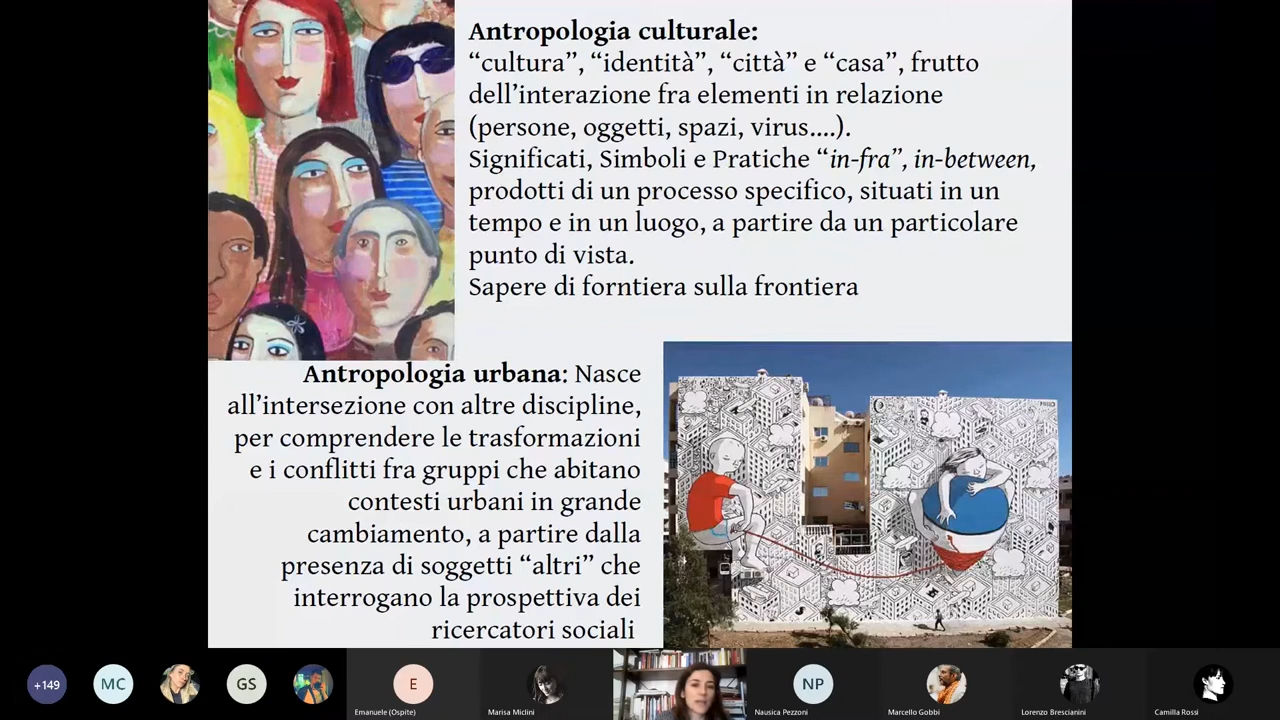 Antropologia culturale:
“cultura”, “identità”, “città” e “casa”, frutto
dell’interazione fra elementi in relazione
(persone, oggetti, spazi, virus....).
Significati, Simboli e Pratiche “in-fra”, in-between,
prodotti di un processo specifico, situati in un
tempo e in un luogo, a partire da un particolare
punto di vista.
Sapere di forntiera sulla frontiera
Antropologia urbana: Nasce
all’intersezione con altre discipline,
per comprendere le trasformazioni
e i conflitti fra gruppi che abitano
contesti urbani in grande
cambiamento, a partire dalla
presenza di soggetti “altri” che
interrogano la prospettiva dei
ricercatori sociali
+149
MC
GS
E
NP
Emanuele (Ospite)
Marisa Miclini
Nausica Pezzoni
Marcello Gobbi
Lorenzo Brescianini
Camilla Rossi